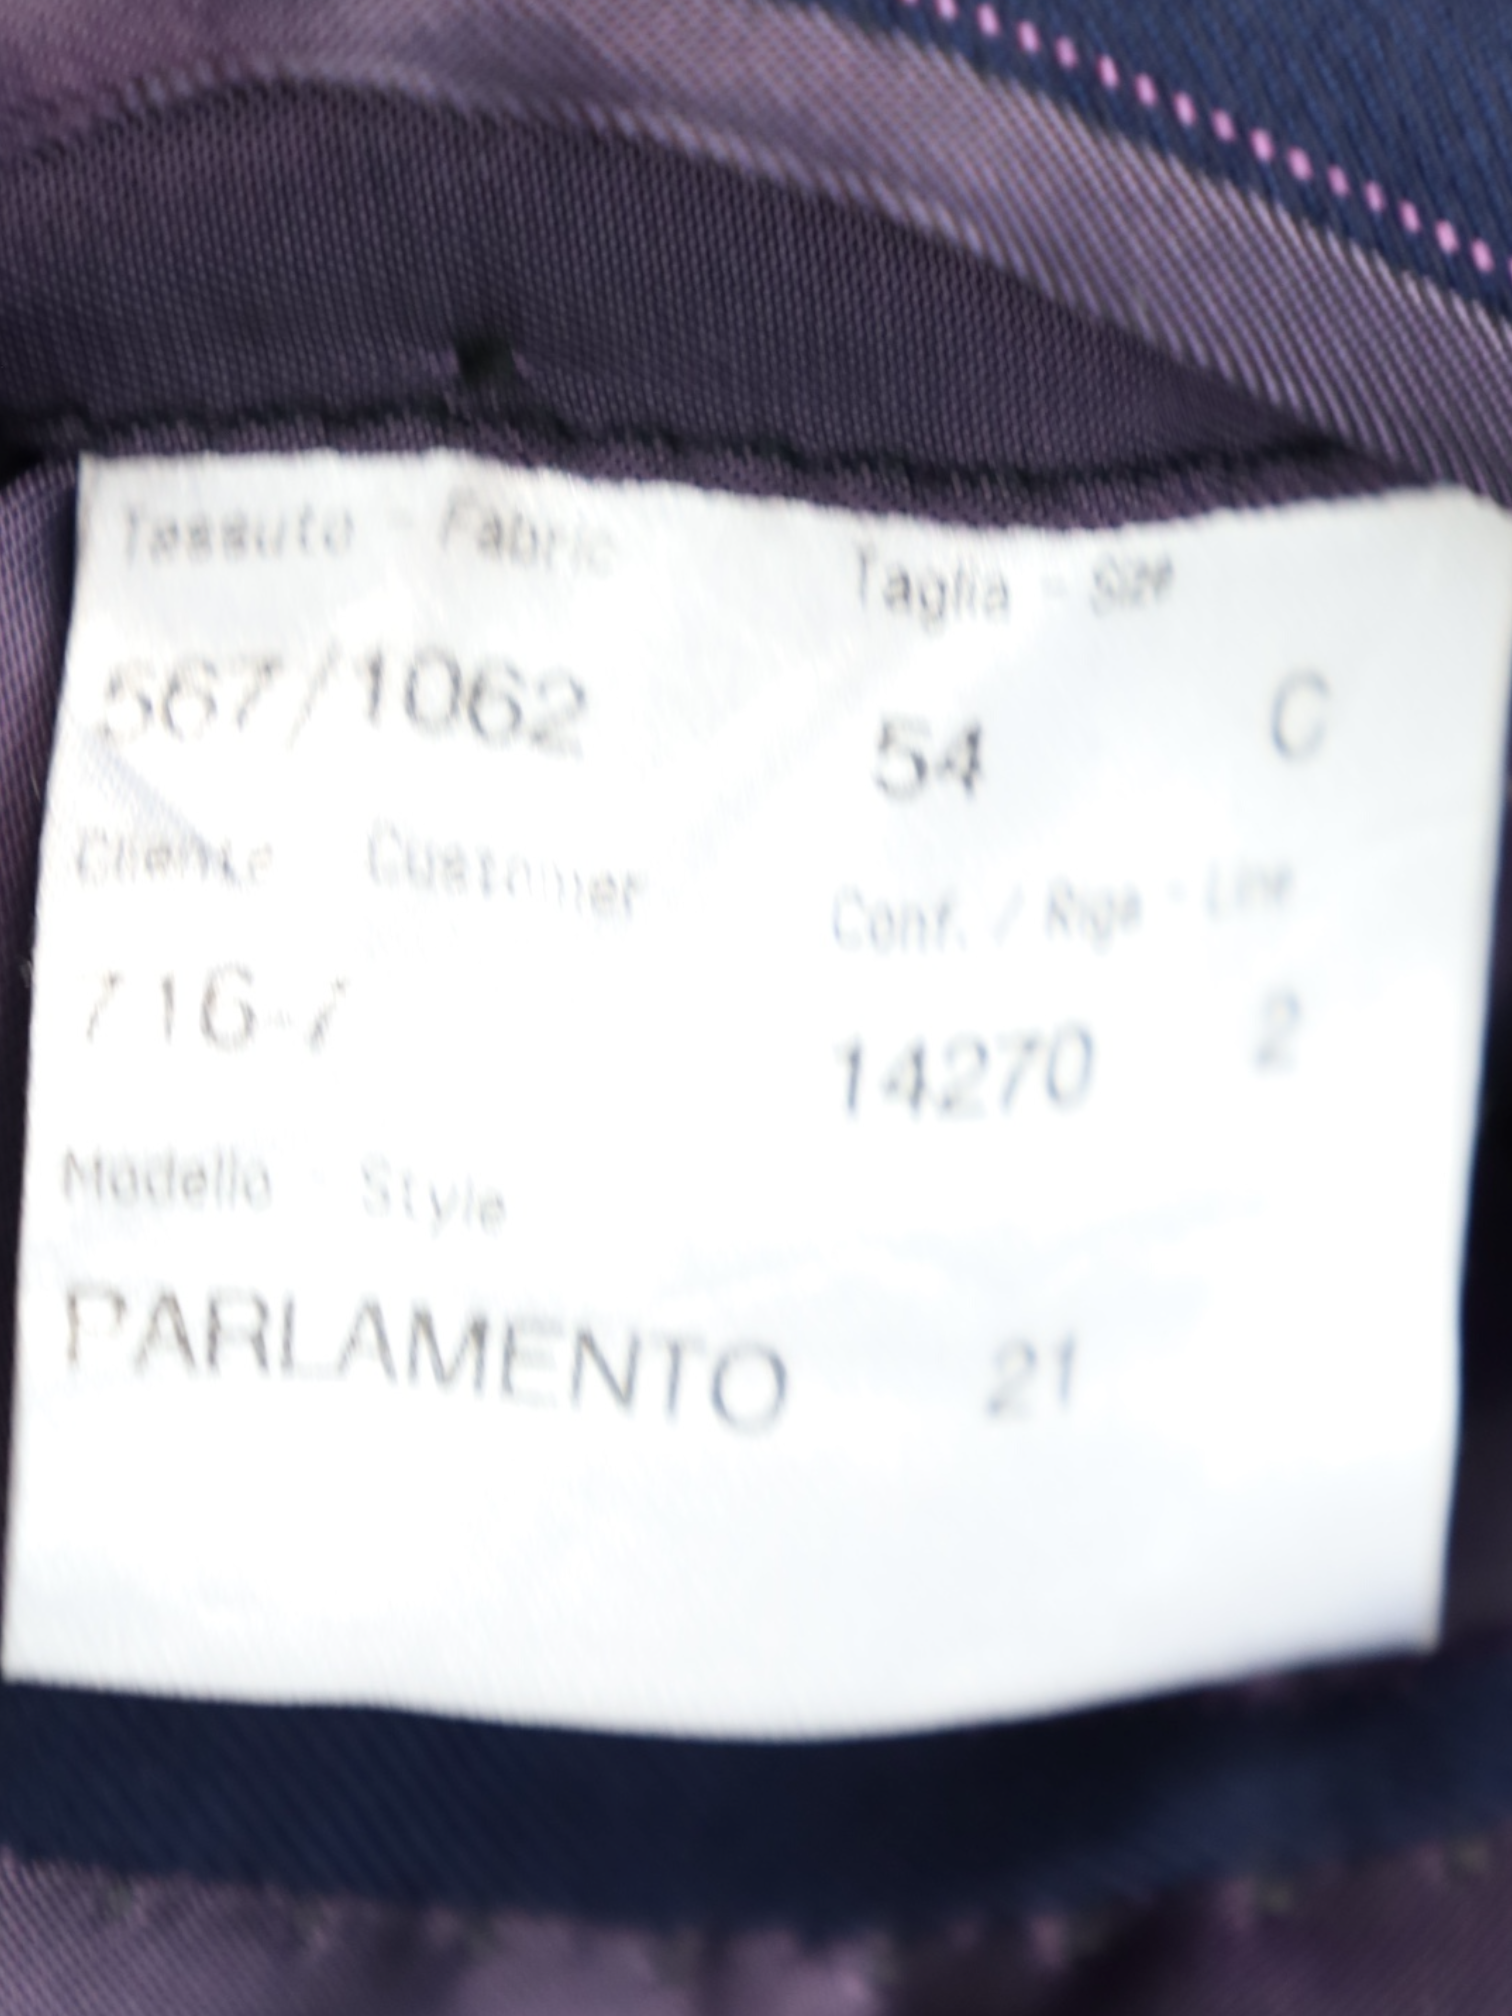 Tessuto - Fabric Taglia - Size
567/1062 54 C
Cliente Customer Conf. / Riga - Line
716-7 14270 2
Modello Style
PARLAMENTO 21